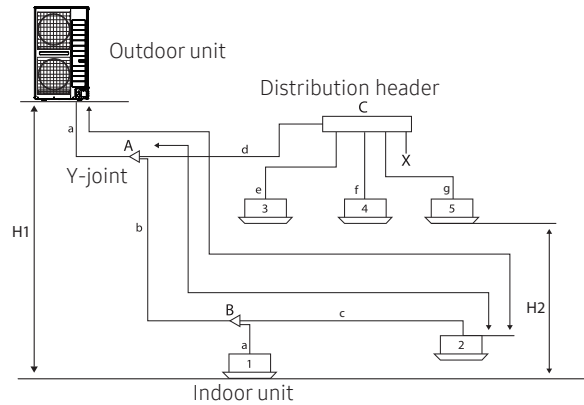 Outdoor unit
Distribution header
C
a
A
d
X
Y-joint
e
f
g
3
4
5
H1
b
H2
B
c
a
1
2
Indoor unit